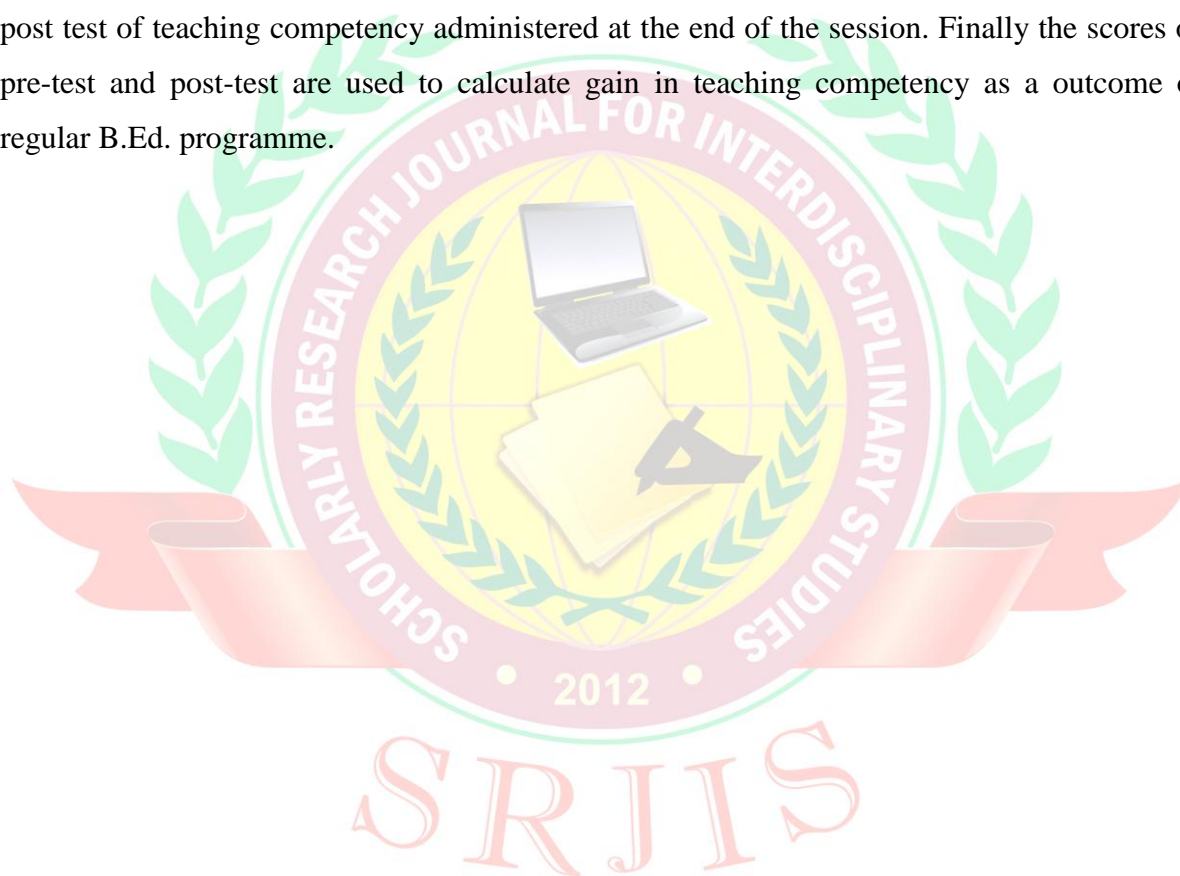 post test of teaching competency administered at the end of the session. Finally the scores
pre-test and post-test are used to calculate gain in teaching competency as a outcome
regular B.Ed. programme.
SCHOLARLY RESEARCH JOURNAL FOR INTERDISCIPLINARY STUDIES
• 2012 •
SRJIS